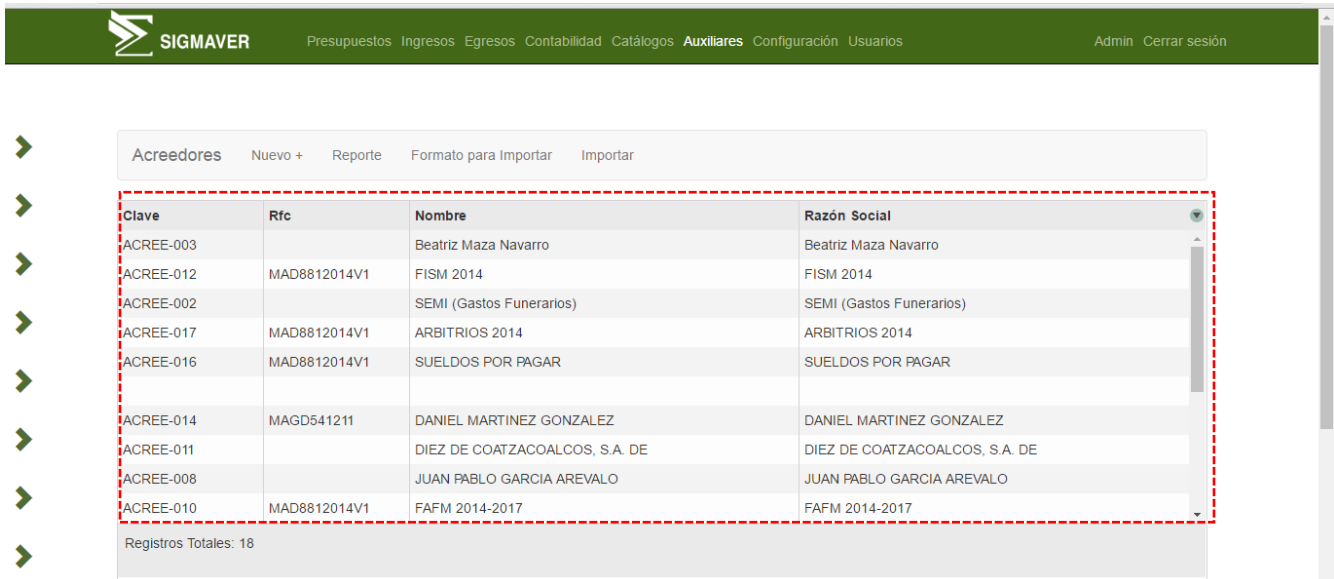 SIGMAVER Presupuestos Ingresos Egresos Contabilidad Catálogos Auxiliares Configuración Usuarios Admin Cerrar sesión
Acreedores Nuevo + Reporte Formato para Importar Importar
Clave Rfc Nombre Razón Social
ACREE-003 Beatriz Maza Navarro Beatriz Maza Navarro
ACREE-012 MAD8812014V1 FISM 2014 FISM 2014
ACREE-002 SEMI (Gastos Funerarios) SEMI (Gastos Funerarios)
ACREE-017 MAD8812014V1 ARBITRIOS 2014 ARBITRIOS 2014
ACREE-016 MAD8812014V1 SUELDOS POR PAGAR SUELDOS POR PAGAR
ACREE-014 MAGD541211 DANIEL MARTINEZ GONZALEZ DANIEL MARTINEZ GONZALEZ
ACREE-011 DIEZ DE COATZACOALCOS, S.A. DE DIEZ DE COATZACOALCOS, S.A. DE
ACREE-008 JUAN PABLO GARCIA AREVALO JUAN PABLO GARCIA AREVALO
ACREE-010 MAD8812014V1 FAFM 2014-2017 FAFM 2014-2017
Registros Totales: 18